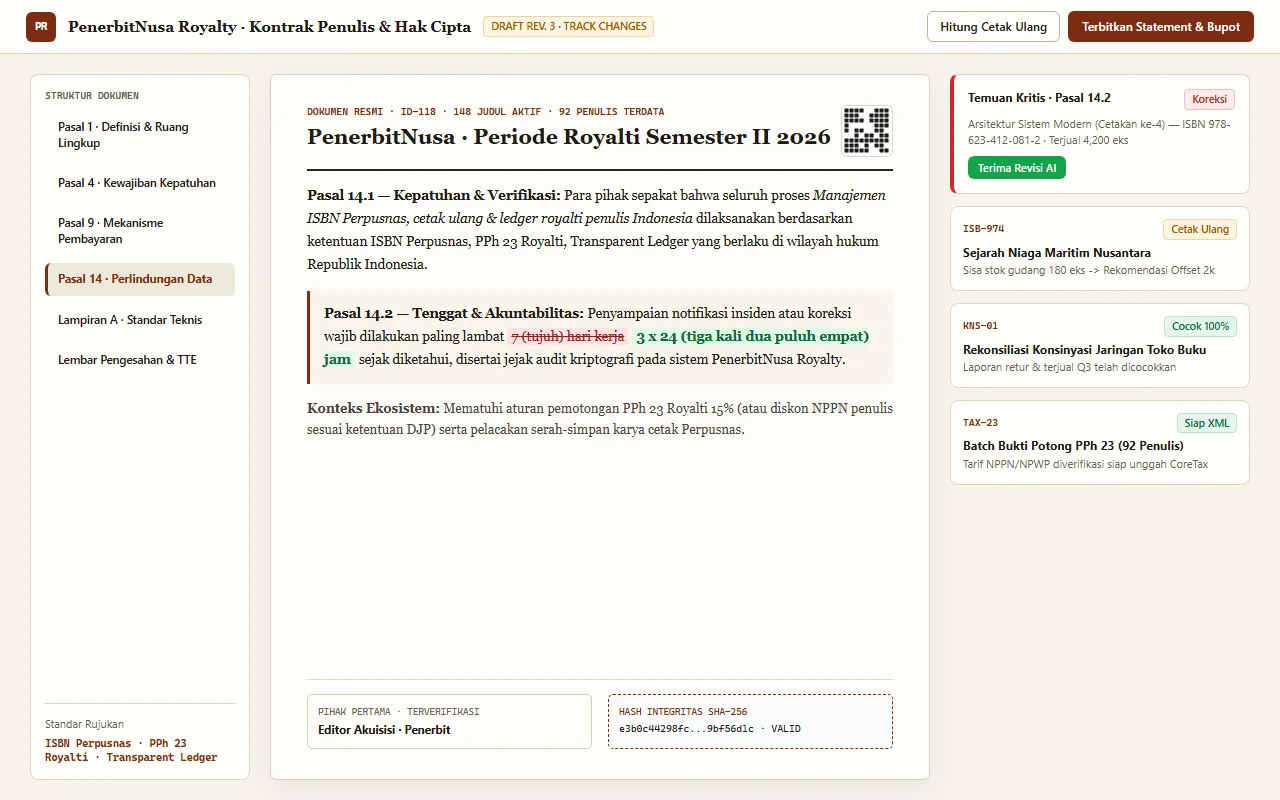 PR
PenerbitNusa Royalty · Kontrak Penulis & Hak Cipta
DRAFT REV. 3 · TRACK CHANGES
Hitung Cetak Ulang
Terbitkan Statement & Bupot
STRUKTUR DOKUMEN
Pasal 1 · Definisi & Ruang
Lingkup
Pasal 4 · Kewajiban Kepatuhan
Pasal 9 · Mekanisme
Pembayaran
Pasal 14 · Perlindungan Data
Lampiran A · Standar Teknis
Lembar Pengesahan & TTE
Standar Rujukan
ISBN Perpusnas · PPh 23
Royalti · Transparent Ledger
DOKUMEN RESMI · ID-118 · 148 JUDUL AKTIF · 92 PENULIS TERDATA
PenerbitNusa · Periode Royalti Semester II 2026
Pasal 14.1 — Kepatuhan & Verifikasi: Para pihak sepakat bahwa seluruh proses Manajemen
ISBN Perpusnas, cetak ulang & ledger royalti penulis Indonesia dilaksanakan berdasarkan
ketentuan ISBN Perpusnas, PPh 23 Royalti, Transparent Ledger yang berlaku di wilayah hukum
Republik Indonesia.
Pasal 14.2 — Tenggat & Akuntabilitas: Penyampaian notifikasi insiden atau koreksi
wajib dilakukan paling lambat 7 (tujuh) hari kerja 3 x 24 (tiga kali dua puluh empat)
jam sejak diketahui, disertai jejak audit kriptografi pada sistem PenerbitNusa Royalty.
Konteks Ekosistem: Mematuhi aturan pemotongan PPh 23 Royalti 15% (atau diskon NPPN penulis
sesuai ketentuan DJP) serta pelacakan serah-simpan karya cetak Perpusnas.
PIHAK PERTAMA · TERVERIFIKASI
Editor Akuisisi · Penerbit
HASH INTEGRITAS SHA-256
e3b0c44298fc...9bf56d1c · VALID
Temuan Kritis · Pasal 14.2
Koreksi
Arsitektur Sistem Modern (Cetakan ke-4) — ISBN 978-
623-412-081-2 · Terjual 4,200 eks
Terima Revisi AI
ISB-974
Cetak Ulang
Sejarah Niaga Maritim Nusantara
Sisa stok gudang 180 eks -> Rekomendasi Offset 2k
KNS-01
Cocok 100%
Rekonsiliasi Konsinyasi Jaringan Toko Buku
Laporan retur & terjual Q3 telah dicocokkan
TAX-23
Siap XML
Batch Bukti Potong PPh 23 (92 Penulis)
Tarif NPPN/NPWP diverifikasi siap unggah CoreTax